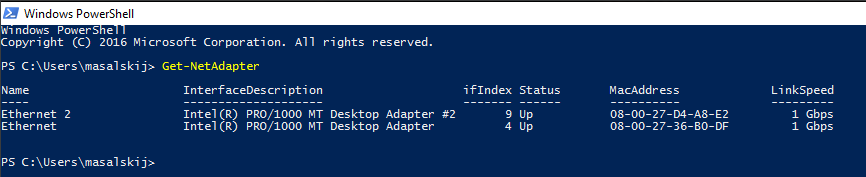 Windows PowerShell
Windows PowerShell
Copyright (C) 2016 Microsoft Corporation. All rights reserved.
PS C:\Users\masalskij> Get-NetAdapter
Name InterfaceDescription ifIndex Status MacAddress LinkSpeed
---- -------------------- ------- ------ ---------- ---------
Ethernet 2 Intel(R) PRO/1000 MT Desktop Adapter #2 9 Up 08-00-27-D4-A8-E2 1 Gbps
Ethernet Intel(R) PRO/1000 MT Desktop Adapter 4 Up 08-00-27-36-B0-DF 1 Gbps
PS C:\Users\masalskij>